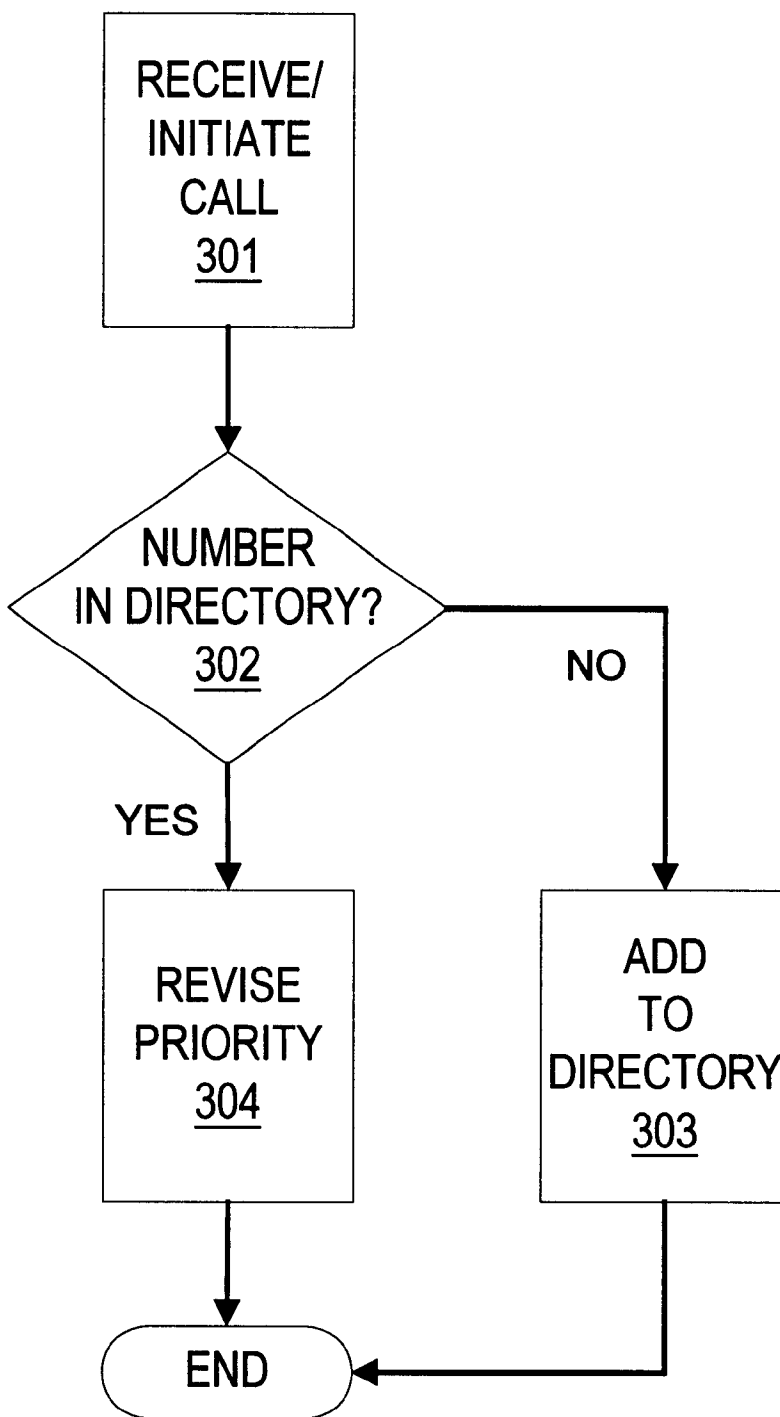 RECEIVE/
INITIATE
CALL
301
NUMBER
IN DIRECTORY?
302
NO
YES
REVISE
PRIORITY
304
ADD
TO
DIRECTORY
303
END